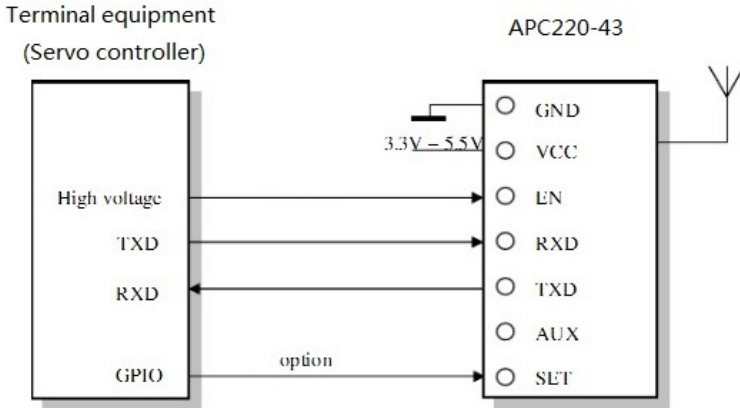 Terminal equipment
(Servo controller)
APC220-43
GND
3.3V – 5.5V
VCC
High voltage
EN
TXD
RXD
RXD
TXD
AUX
option
GPIO
SET